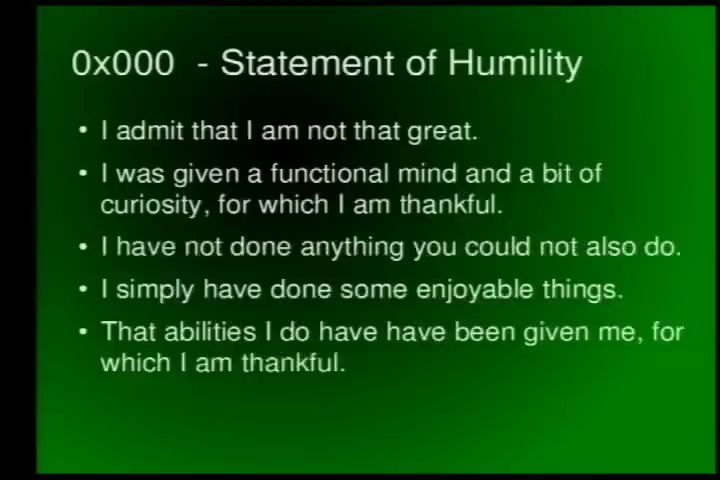 0x000 - Statement of Humility
• I admit that I am not that great.
• I was given a functional mind and a bit of
curiosity, for which I am thankful.
• I have not done anything you could not also do.
• I simply have done some enjoyable things.
• That abilities I do have have been given me, for
which I am thankful.